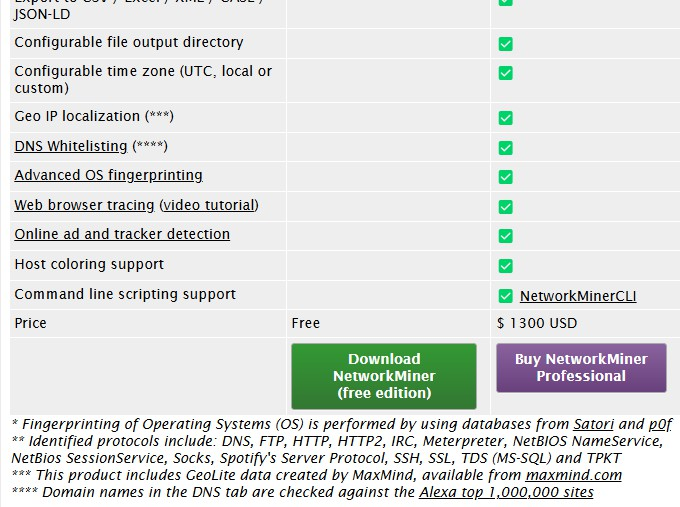 Export to CSV / Excel / XML / CASE /
JSON-LD
Configurable file output directory
Configurable time zone (UTC, local or
custom)
Geo IP localization (***)
DNS Whitelisting (****)
Advanced OS fingerprinting
Web browser tracing (video tutorial)
Online ad and tracker detection
Host coloring support
Command line scripting support
NetworkMinerCLI
Price
Free
$ 1300 USD
Download
NetworkMiner
(free edition)
Buy NetworkMiner
Professional
* Fingerprinting of Operating Systems (OS) is performed by using databases from Satori and p0f
** Identified protocols include: DNS, FTP, HTTP, HTTP2, IRC, Meterpreter, NetBIOS NameService,
NetBios SessionService, Socks, Spotify's Server Protocol, SSH, SSL, TDS (MS-SQL) and TPKT
*** This product includes GeoLite data created by MaxMind, available from maxmind.com
**** Domain names in the DNS tab are checked against the Alexa top 1,000,000 sites